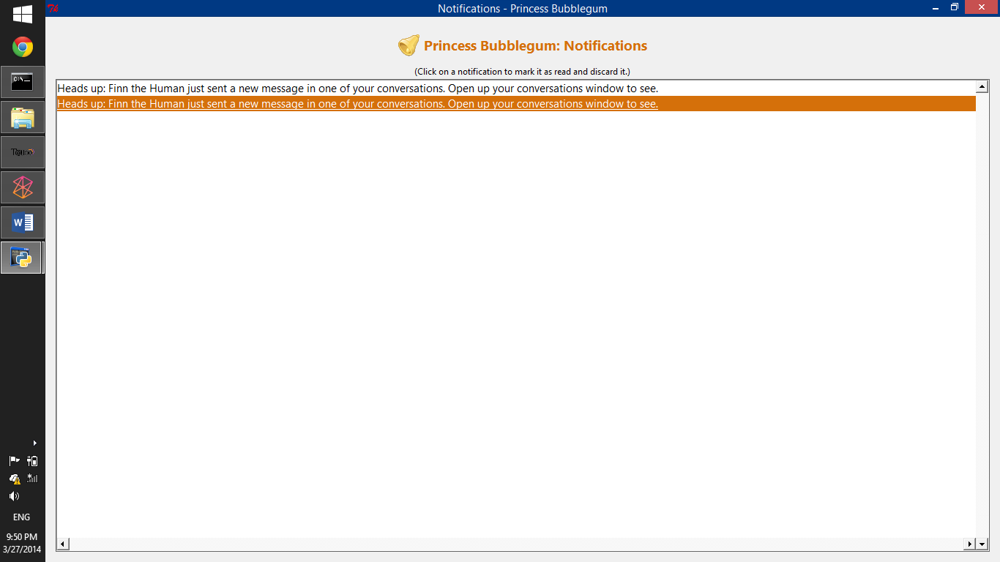 Notifications - Princess Bubblegum
Princess Bubblegum: Notifications
(Click on a notification to mark it as read and discard it.)
Heads up: Finn the Human just sent a new message in one of your conversations. Open up your conversations window to see.
Heads up: Finn the Human just sent a new message in one of your conversations. Open up your conversations window to see.
C:\
W
ENG
9:50 PM
3/27/2014